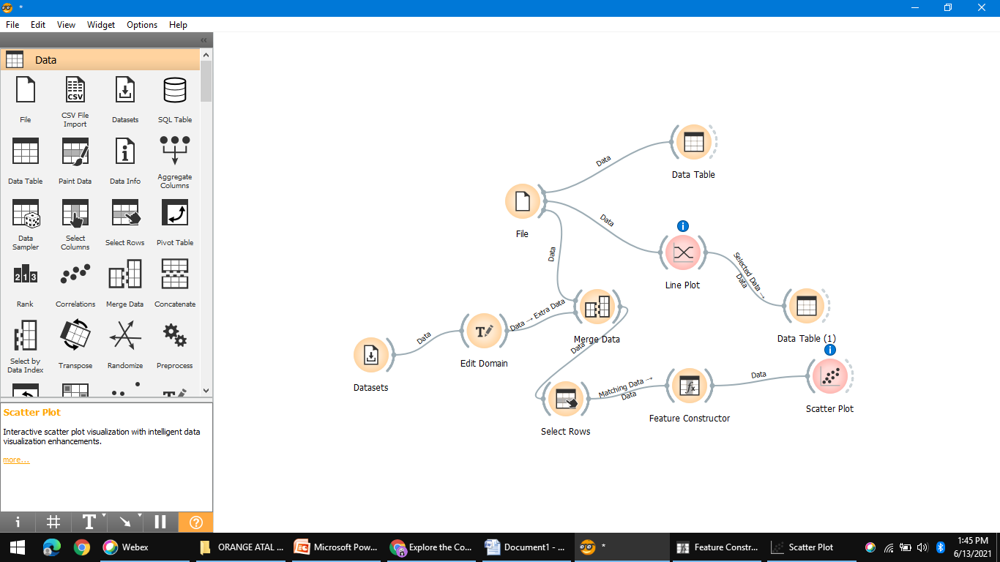 *
File Edit View Widget Options Help
«
Data
File
CSV
CSV File
Import
Datasets
SQL Table
Data Table
Paint Data
Data Info
Aggregate
Columns
Data
Sampler
Select
Columns
Select Rows
Pivot Table
2 1 3
Rank
Correlations
Merge Data
Concatenate
Select by
Data Index
Transpose
Randomize
Preprocess
Scatter Plot
Interactive scatter plot visualization with intelligent data
visualization enhancements.
more...
Data
Data Table
File
Data
Line Plot
Data
Selected Data →
Data
Data Table (1)
Data → Extra Data
Merge Data
Data
Edit Domain
Datasets
Data
Select Rows
Matching Data →
Data
Feature Constructor
Data
Scatter Plot
Webex
ORANGE ATAL ...
Microsoft Pow...
Explore the Co...
Document1 - ...
*
Feature Constr...
Scatter Plot
1:45 PM
6/13/2021